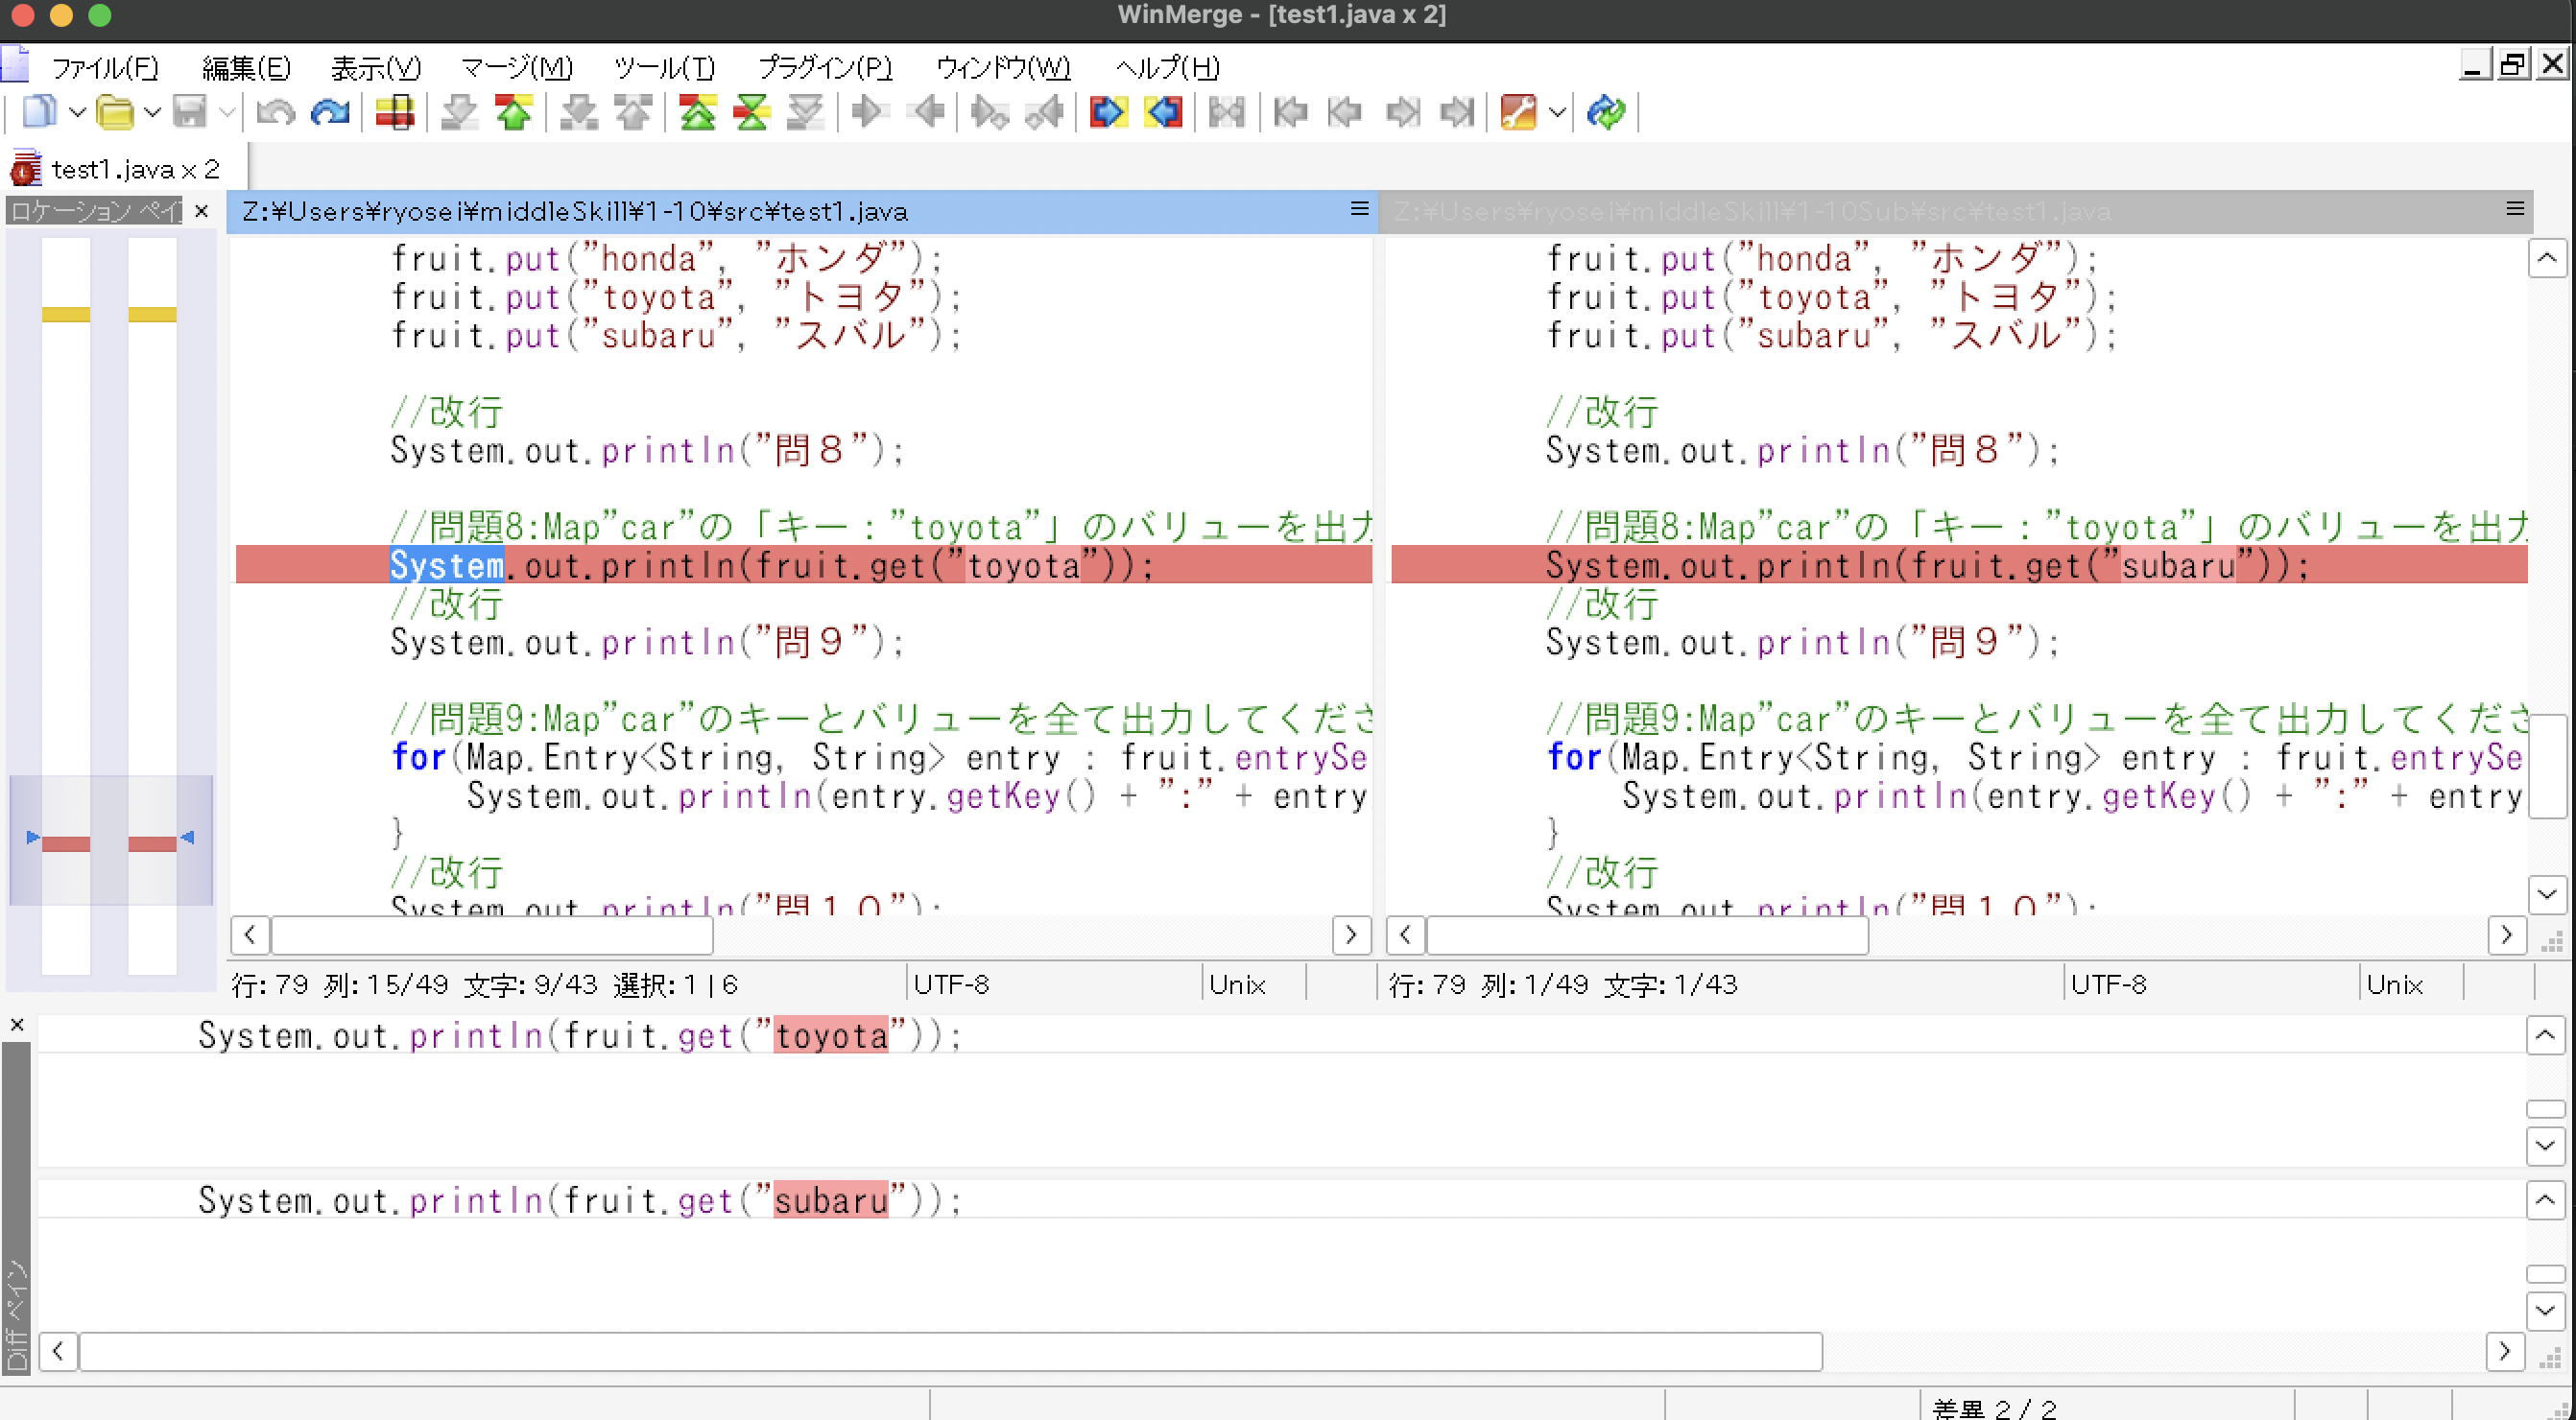 WinMerge - [test1.java x 2]
ファイル(F) 編集(E) 表示(V) マージ(M) ツール(T) プラグイン(P) ウィンドウ(W) ヘルプ(H)
test1.java x 2
ロケーション ペイ
Z:¥Users¥ryosei¥middleSkill¥1-10¥src¥test1.java
fruit.put("honda", "ホンダ");
fruit.put("toyota", "トヨタ");
fruit.put("subaru", "スバル");
//改行
System.out.println("問８");
//問題8:Map"car"の「キー："toyota"」のバリューを出力
System.out.println(fruit.get("toyota"));
//改行
System.out.println("問９");
//問題9:Map"car"のキーとバリューを全て出力してくださ
for(Map.Entry<String, String> entry : fruit.entrySe
System.out.println(entry.getKey() + ":" + entry
}
//改行
System.out.println("問１０");
行: 79 列: 15/49 文字: 9/43 選択: 1 | 6
UTF-8
Unix
Z:¥Users¥ryosei¥middleSkill¥1-10Sub¥src¥test1.java
fruit.put("honda", "ホンダ");
fruit.put("toyota", "トヨタ");
fruit.put("subaru", "スバル");
//改行
System.out.println("問８");
//問題8:Map"car"の「キー："toyota"」のバリューを出力
System.out.println(fruit.get("subaru"));
//改行
System.out.println("問９");
//問題9:Map"car"のキーとバリューを全て出力してくださ
for(Map.Entry<String, String> entry : fruit.entrySe
System.out.println(entry.getKey() + ":" + entry
}
//改行
System.out.println("問１０");
行: 79 列: 1/49 文字: 1/43
UTF-8
Unix
Diff ペイン
System.out.println(fruit.get("toyota"));
System.out.println(fruit.get("subaru"));
差異 2 / 2